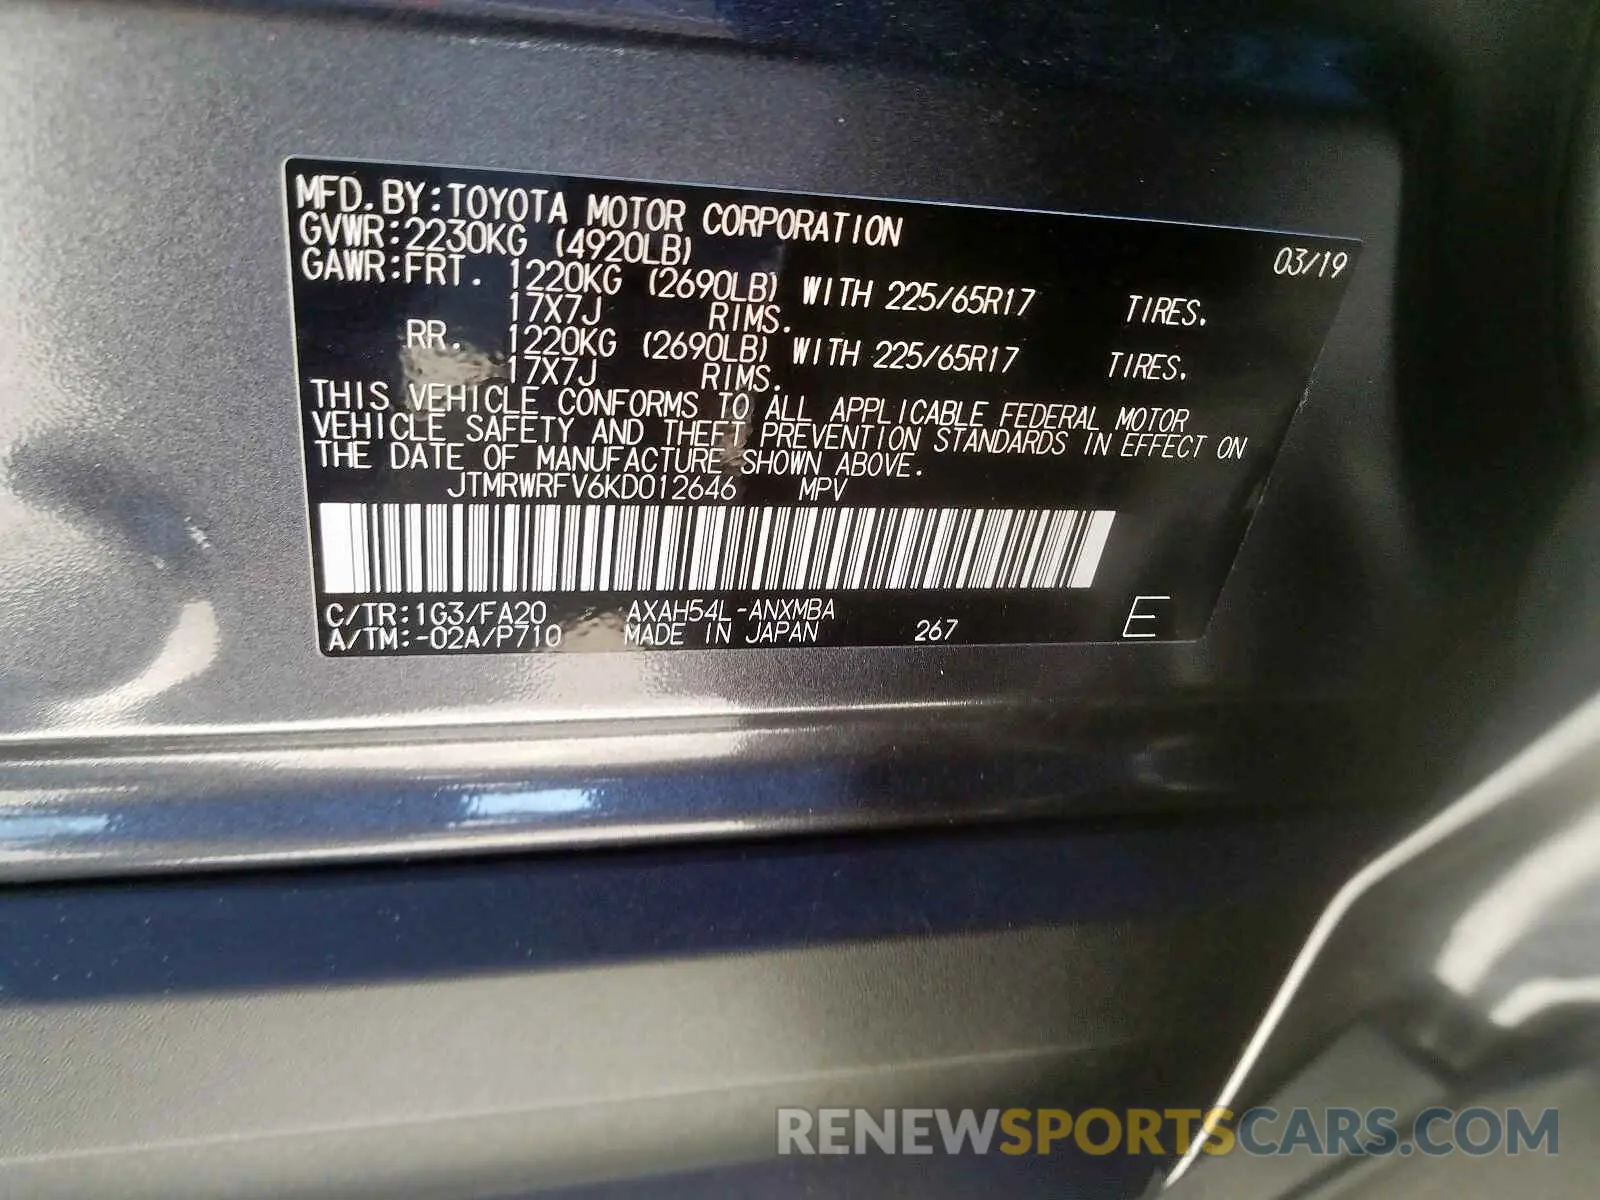 MFD.BY:TOYOTA MOTOR CORPORATION 03/19
GVWR:2230KG (4920LB)
GAWR:FRT. 1220KG (2690LB) WITH 225/65R17 TIRES.
17X7J RIMS.
RR. 1220KG (2690LB) WITH 225/65R17 TIRES.
17X7J RIMS.
THIS VEHICLE CONFORMS TO ALL APPLICABLE FEDERAL MOTOR
VEHICLE SAFETY AND THEFT PREVENTION STANDARDS IN EFFECT ON
THE DATE OF MANUFACTURE SHOWN ABOVE.
JTMRWRFV6KD012646 MPV
C/TR:1G3/FA20 AXAH54L-ANXMBA
A/TM:-02A/P710 MADE IN JAPAN 267 E
RENEWSPORTSCARS.COM